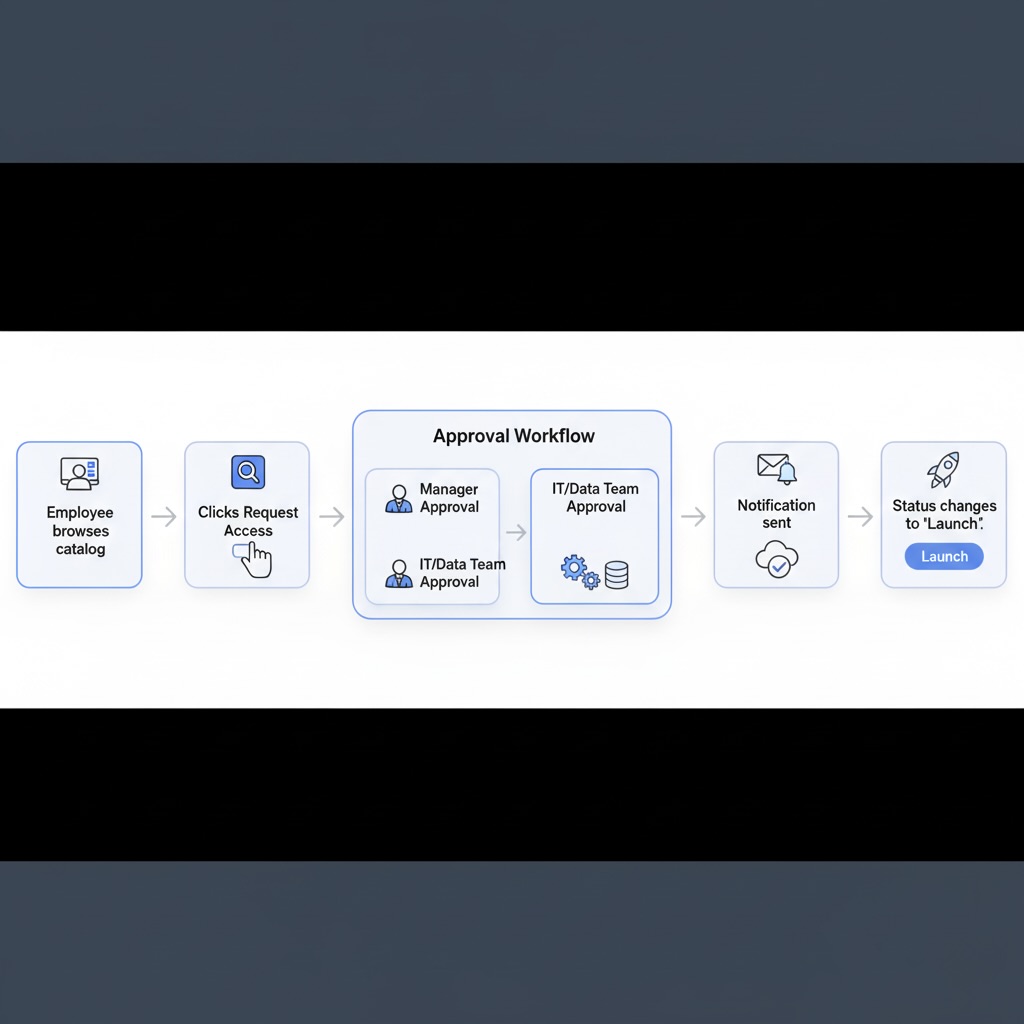 Employee
browses
catalog
Clicks Request
Access
Approval Workflow
Manager
Approval
IT/Data Team
Approval
IT/Data Team
Approval
Notification
sent
Status changes
to "Launch".
Launch